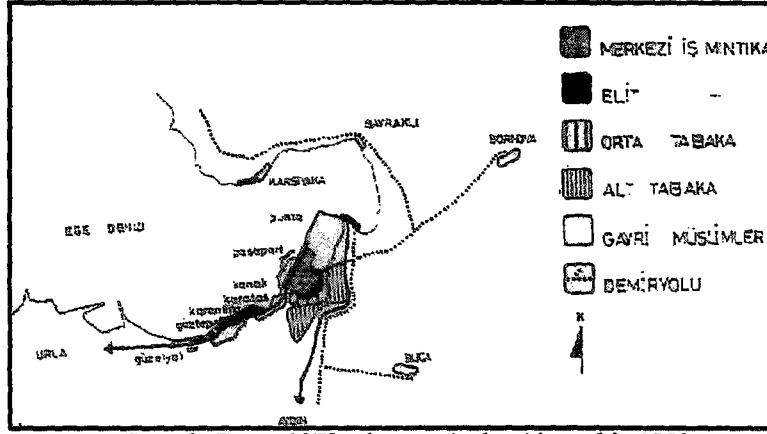 MERKEZİ İŞ MINTIKA
ELİT
ORTA TABAKA
ALT TABAKA
GAYRİ MÜSLİMLER
DEMİRYOLU
N
BAYRAKLI
BORNOVA
KARŞIYAKA
EGE DENİZİ
punta
pasaport
konak
karataş
karantina
göztepe
güzelyalı
URLA
BUCA
AYDIN